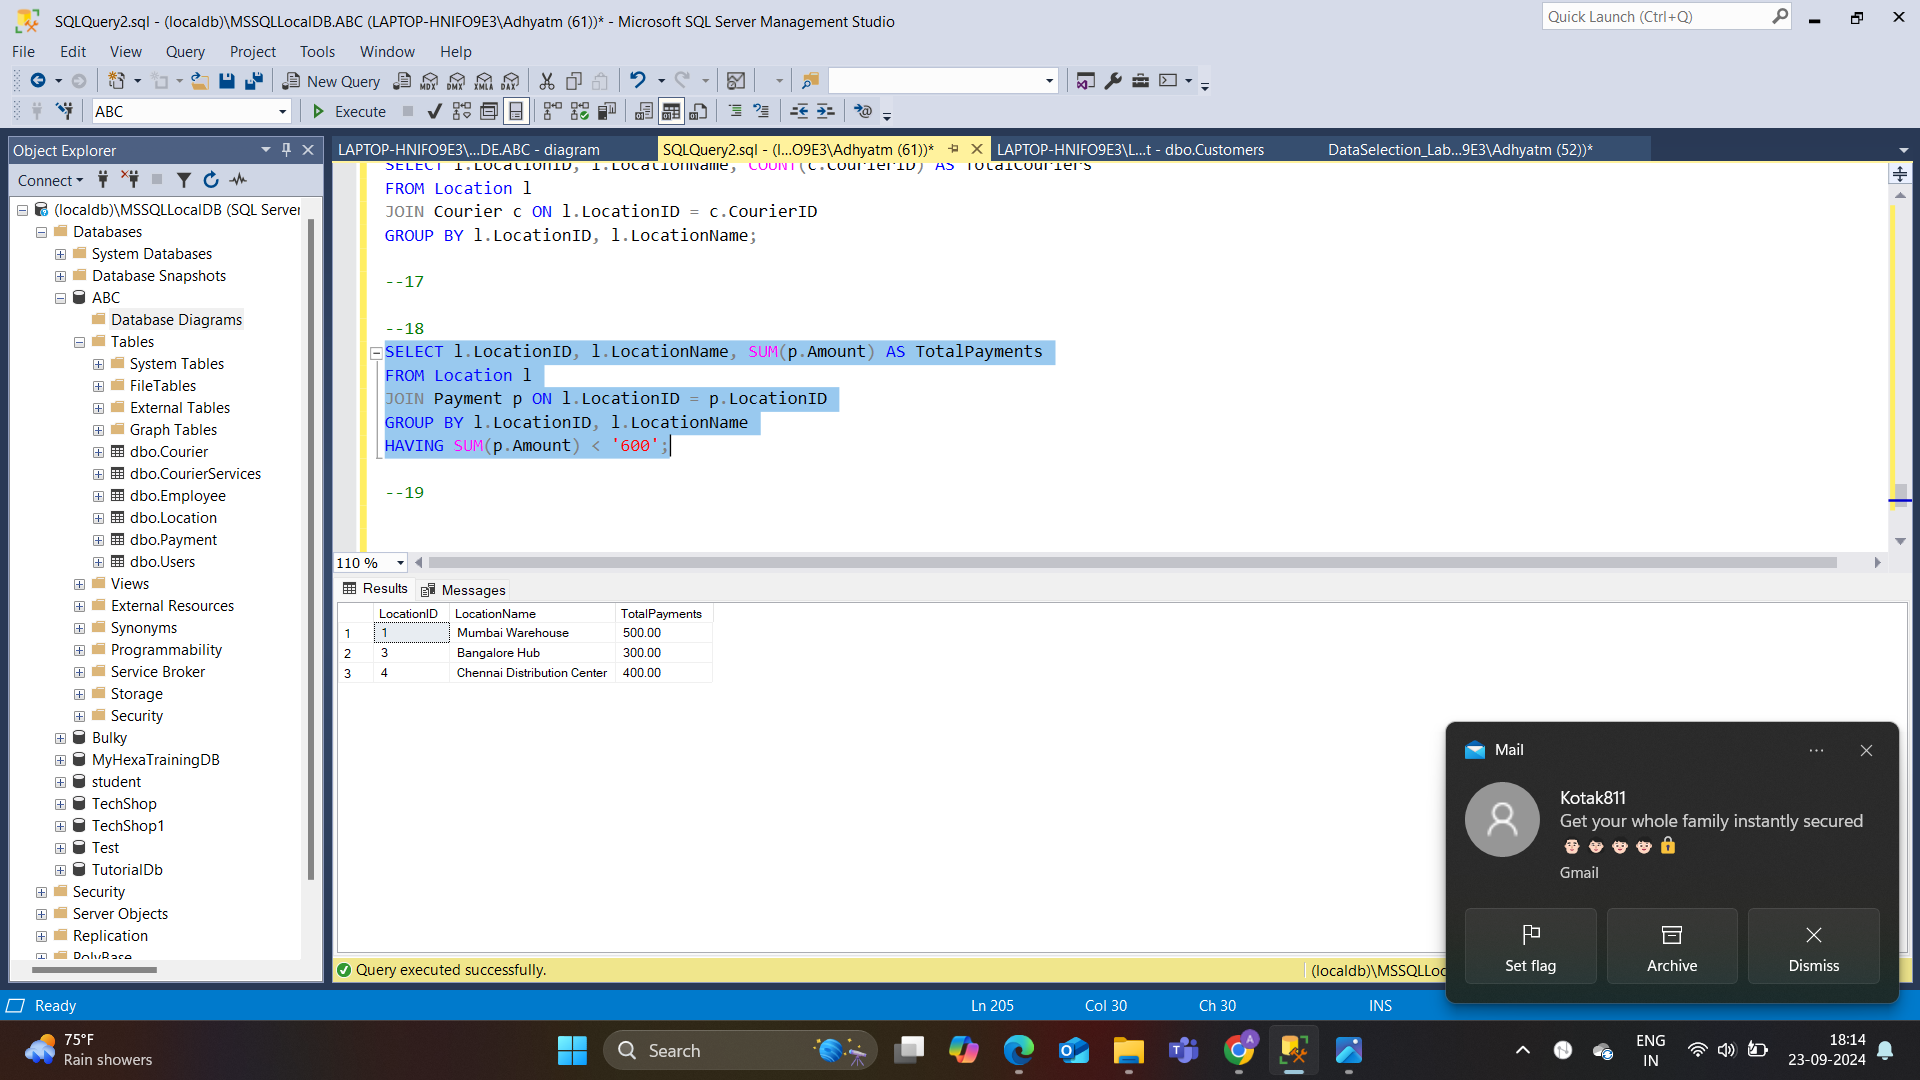 SQLQuery2.sql - (localdb)\MSSQLLocalDB.ABC (LAPTOP-HNIFO9E3\Adhyatm (61))* - Microsoft SQL Server Management Studio
Quick Launch (Ctrl+Q)
File Edit View Query Project Tools Window Help
New Query
MDX DMX XMLA DAX
ABC
Execute
Object Explorer
LAPTOP-HNIFO9E3\...DE.ABC - diagram
SQLQuery2.sql - (l...O9E3\Adhyatm (61))*
LAPTOP-HNIFO9E3\L...t - dbo.Customers
DataSelection_Lab...9E3\Adhyatm (52))*
Connect
(localdb)\MSSQLLocalDB (SQL Server
Databases
System Databases
Database Snapshots
ABC
Database Diagrams
Tables
System Tables
FileTables
External Tables
Graph Tables
dbo.Courier
dbo.CourierServices
dbo.Employee
dbo.Location
dbo.Payment
dbo.Users
Views
External Resources
Synonyms
Programmability
Service Broker
Storage
Security
Bulky
MyHexaTrainingDB
student
TechShop
TechShop1
Test
TutorialDb
Security
Server Objects
Replication
PolyBase
SELECT l.LocationID, l.LocationName, COUNT(c.CourierID) AS TotalCouriers
FROM Location l
JOIN Courier c ON l.LocationID = c.CourierID
GROUP BY l.LocationID, l.LocationName;
--17
--18
SELECT l.LocationID, l.LocationName, SUM(p.Amount) AS TotalPayments
FROM Location l
JOIN Payment p ON l.LocationID = p.LocationID
GROUP BY l.LocationID, l.LocationName
HAVING SUM(p.Amount) < '600';
--19
110 %
Results Messages
LocationID LocationName TotalPayments
1 1 Mumbai Warehouse 500.00
2 3 Bangalore Hub 300.00
3 4 Chennai Distribution Center 400.00
Query executed successfully.
(localdb)\MSSQLLoc
Mail
Kotak811
Get your whole family instantly secured
Gmail
Set flag Archive Dismiss
Ready
Ln 205 Col 30 Ch 30 INS
75°F
Rain showers
Search
ENG
IN
18:14
23-09-2024